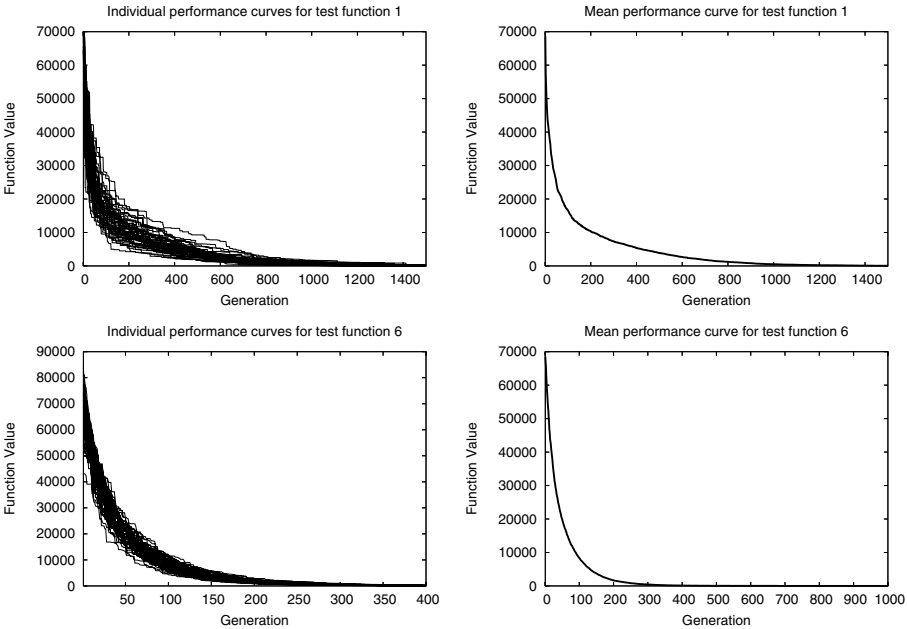 Individual performance curves for test function 1
70000
60000
50000
40000
30000
20000
10000
0
Function Value
0 200 400 600 800 1000 1200 1400
Generation
Mean performance curve for test function 1
70000
60000
50000
40000
30000
20000
10000
0
Function Value
0 200 400 600 800 1000 1200 1400
Generation
Individual performance curves for test function 6
90000
80000
70000
60000
50000
40000
30000
20000
10000
0
Function Value
50 100 150 200 250 300 350 400
Generation
Mean performance curve for test function 6
70000
60000
50000
40000
30000
20000
10000
0
Function Value
0 100 200 300 400 500 600 700 800 900 1000
Generation